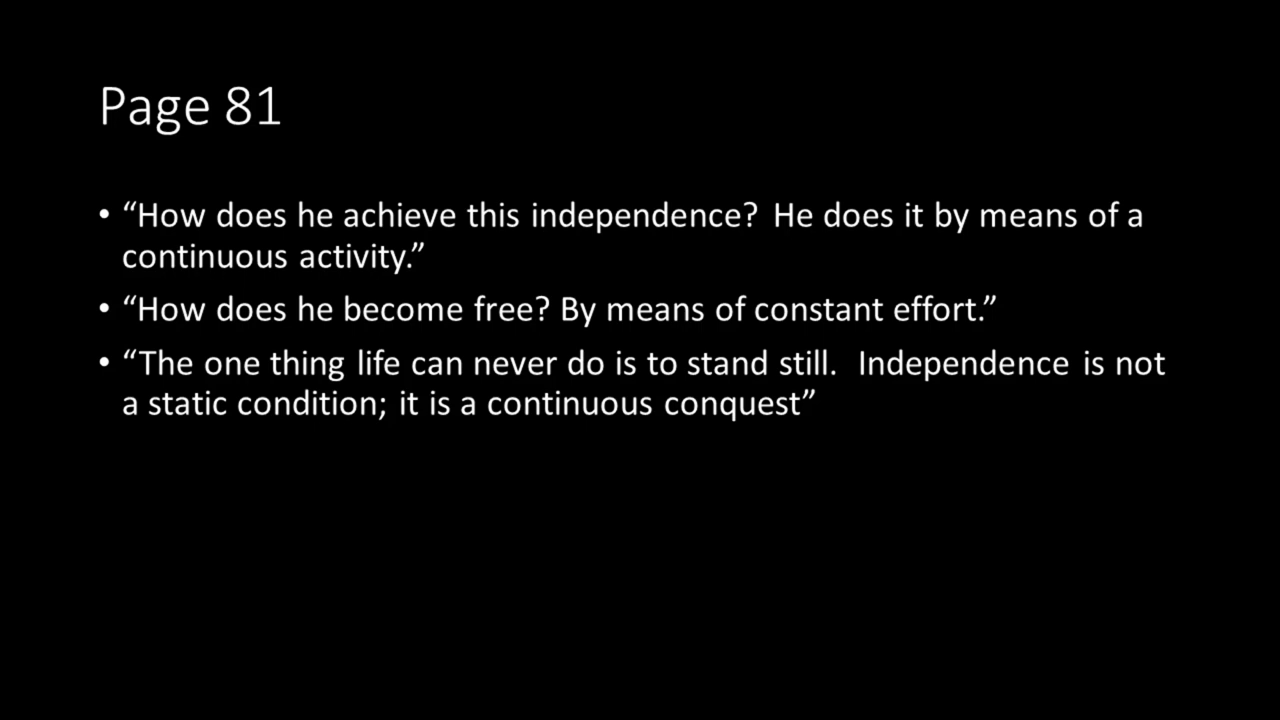 Page 81
• “How does he achieve this independence?  He does it by means of a
continuous activity.”
• “How does he become free? By means of constant effort.”
• “The one thing life can never do is to stand still.  Independence is not
a static condition; it is a continuous conquest”